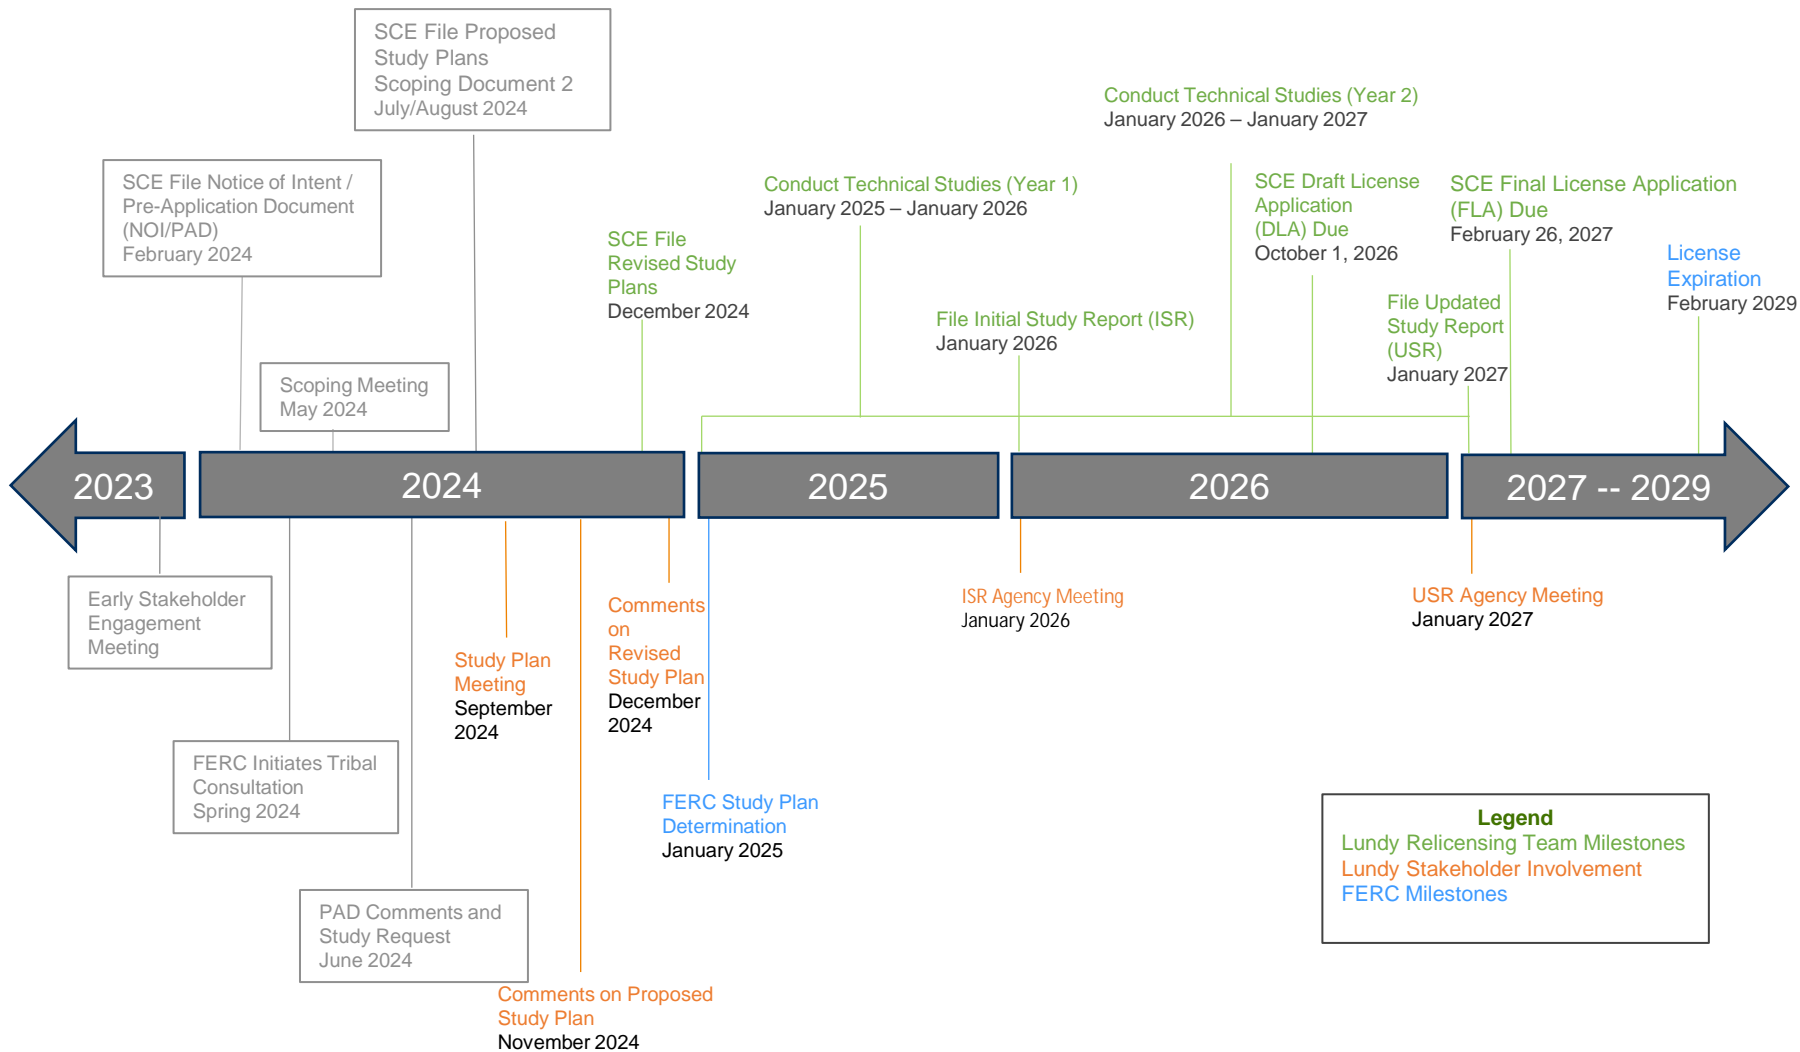 SCE File Proposed
Study Plans
Scoping Document 2
July/August 2024
SCE File Notice of Intent /
Pre-Application Document
(NOI/PAD)
February 2024
Scoping Meeting
May 2024
SCE File
Revised Study
Plans
December 2024
Conduct Technical Studies (Year 1)
January 2025 – January 2026
File Initial Study Report (ISR)
January 2026
Conduct Technical Studies (Year 2)
January 2026 – January 2027
SCE Draft License
Application
(DLA) Due
October 1, 2026
File Updated
Study Report
(USR)
January 2027
SCE Final License Application
(FLA) Due
February 26, 2027
License
Expiration
February 2029
2023
2024
2025
2026
2027 -- 2029
Early Stakeholder
Engagement
Meeting
FERC Initiates Tribal
Consultation
Spring 2024
PAD Comments and
Study Request
June 2024
Study Plan
Meeting
September
2024
Comments on Proposed
Study Plan
November 2024
Comments
on
Revised
Study Plan
December
2024
FERC Study Plan
Determination
January 2025
ISR Agency Meeting
January 2026
USR Agency Meeting
January 2027
Legend
Lundy Relicensing Team Milestones
Lundy Stakeholder Involvement
FERC Milestones